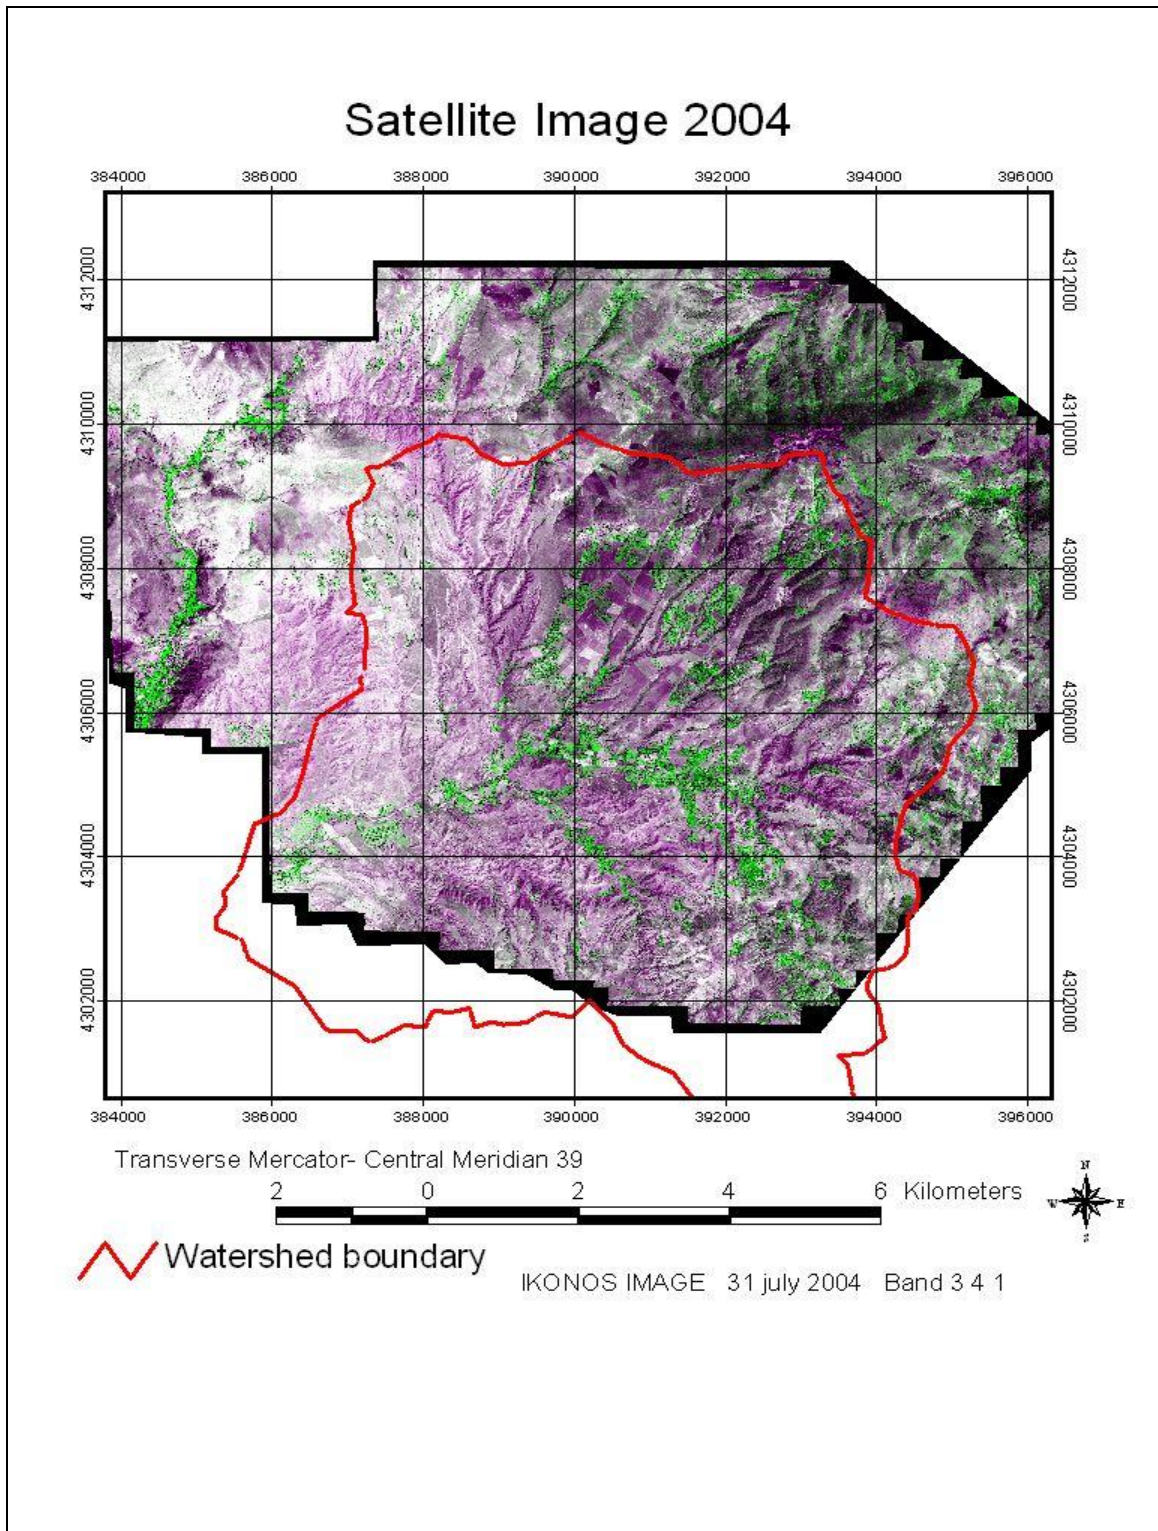 Satellite Image 2004
384000 386000 388000 390000 392000 394000 396000
4312000 4312000
4310000 4310000
4308000 4308000
4306000 4306000
4304000 4304000
4302000 4302000
384000 386000 388000 390000 392000 394000 396000
Transverse Mercator- Central Meridian 39
2 0 2 4 6 Kilometers
N
W E
S
Watershed boundary
IKONOS IMAGE 31 july 2004 Band 3 4 1